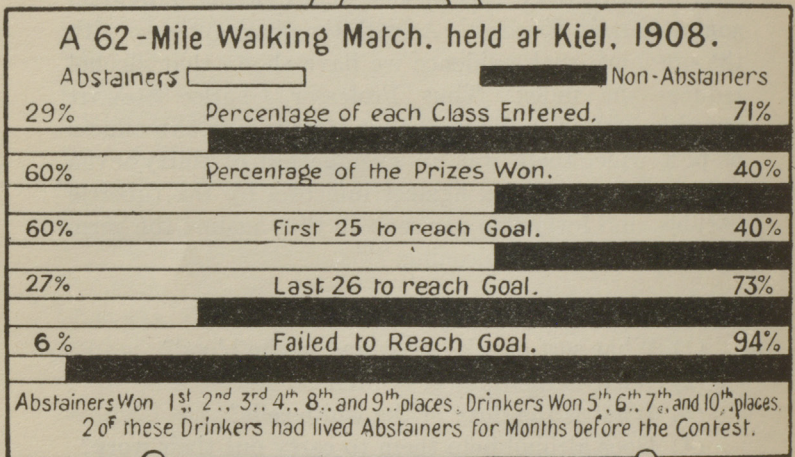 A 62-Mile Walking Match. held at Kiel, 1908.
Abstainers Non-Abstainers
29% Percentage of each Class Entered. 71%
60% Percentage of the Prizes Won. 40%
60% First 25 to reach Goal. 40%
27% Last 26 to reach Goal. 73%
6% Failed to Reach Goal. 94%
Abstainers Won 1st, 2nd, 3rd, 4th, 8th, and 9th places. Drinkers Won 5th, 6th, 7th, and 10th, places.
2 of these Drinkers had lived Abstainers for Months before the Contest.